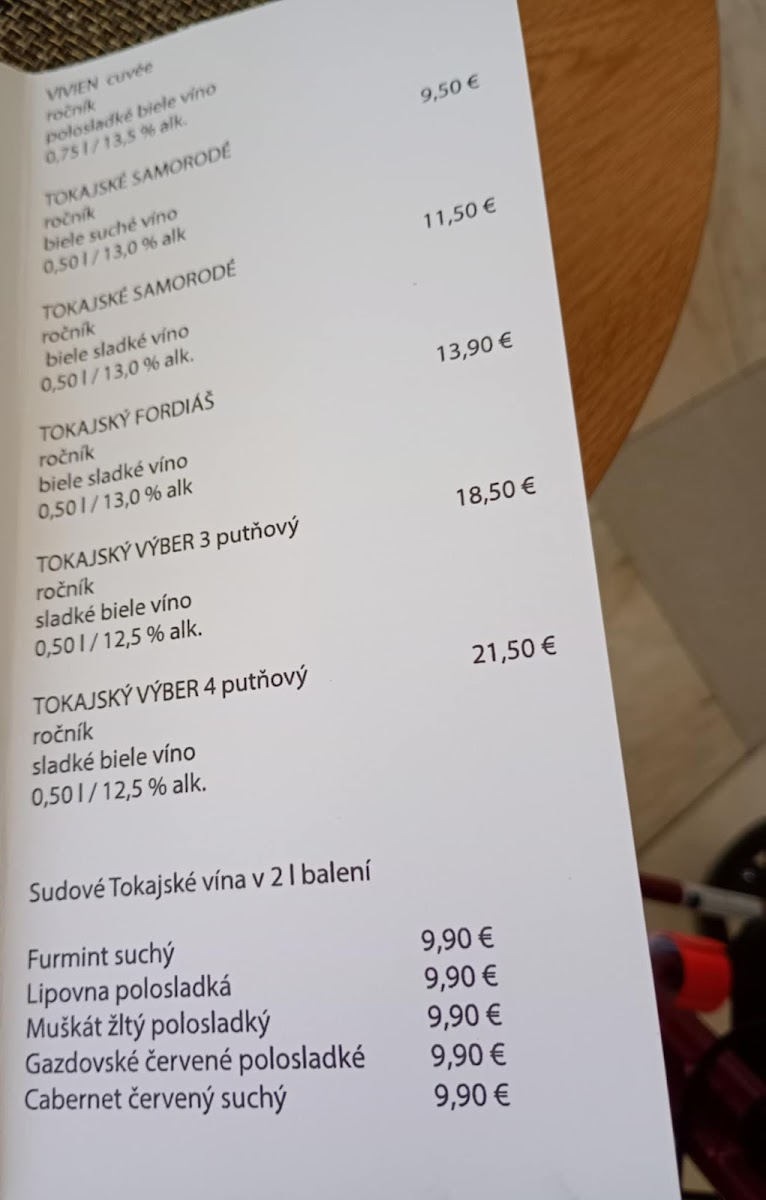 VIVIEN cuvée
ročník
polosladké biele víno
0,75 l / 13,5 % alk.
TOKAJSKÉ SAMORODÉ 9,50 €
ročník
biele suché víno
0,50 l / 13,0 % alk
TOKAJSKÉ SAMORODÉ 11,50 €
ročník
biele sladké víno
0,50 l / 13,0 % alk.
TOKAJSKÝ FORDIÁŠ 13,90 €
ročník
biele sladké víno
0,50 l / 13,0 % alk
TOKAJSKÝ VÝBER 3 putňový 18,50 €
ročník
sladké biele víno
0,50 l / 12,5 % alk.
TOKAJSKÝ VÝBER 4 putňový 21,50 €
ročník
sladké biele víno
0,50 l / 12,5 % alk.
Sudové Tokajské vína v 2 l balení
Furmint suchý 9,90 €
Lipovna polosladká 9,90 €
Muškát žltý polosladký 9,90 €
Gazdovské červené polosladké 9,90 €
Cabernet červený suchý 9,90 €